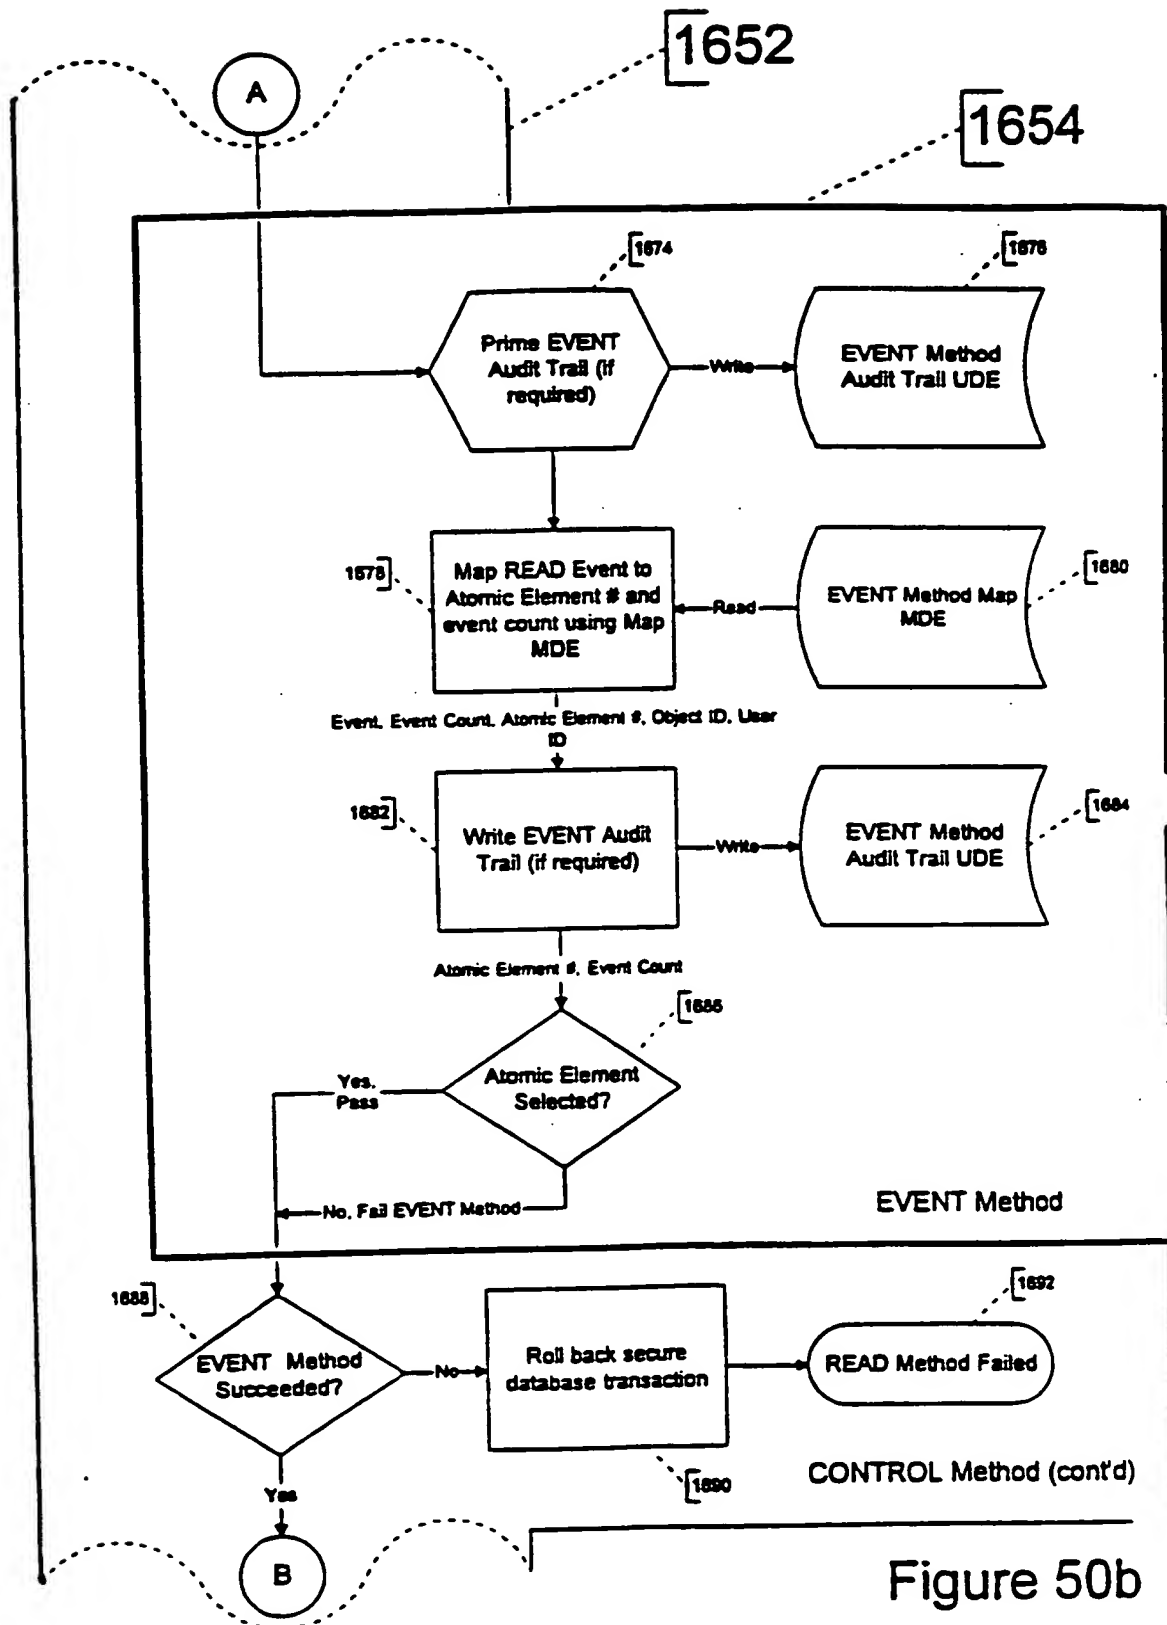 1652
A
1654
1674
1676
Prime EVENT
Audit Trail (if
required)
Write
EVENT Method
Audit Trail UDE
1678
Map READ Event to
Atomic Element # and
event count using Map
MDE
Read
EVENT Method Map
MDE
1680
Event, Event Count, Atomic Element #, Object ID, User
ID
1682
Write EVENT Audit
Trail (if required)
Write
EVENT Method
Audit Trail UDE
1684
Atomic Element #, Event Count
1686
Yes,
Pass
Atomic Element
Selected?
No, Fail EVENT Method
EVENT Method
1688
EVENT Method
Succeeded?
No
Roll back secure
database transaction
1692
READ Method Failed
1690
CONTROL Method (cont'd)
Yes
B
Figure 50b